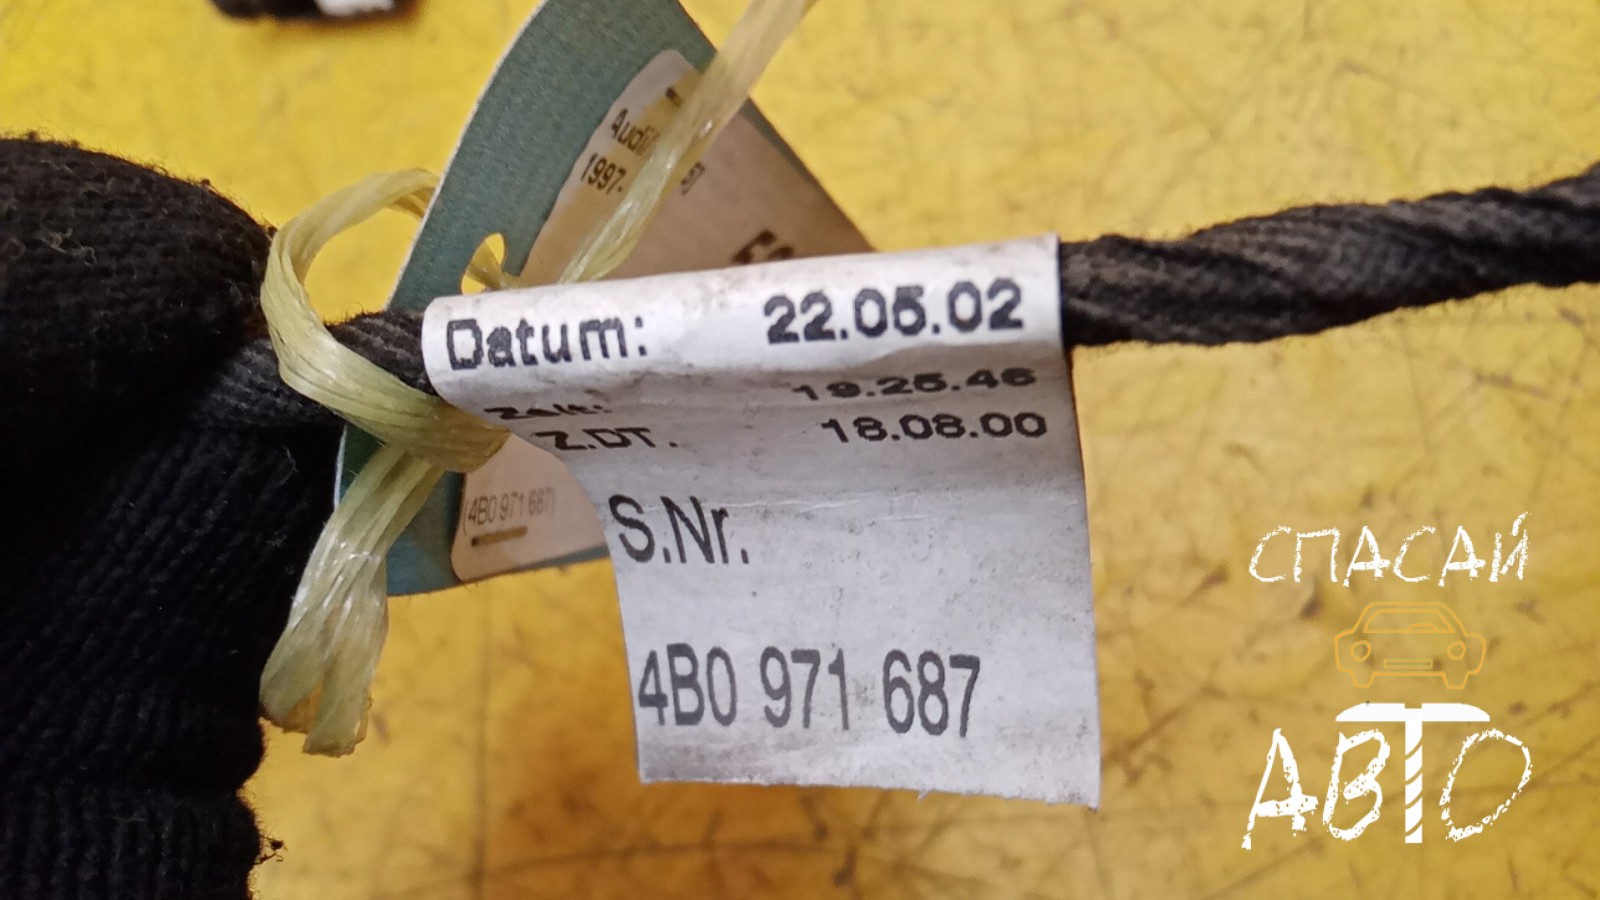 1997-
Datum: 22.05.02
Zeit: 19.25.46
Z.DT. 18.08.00
S.Nr.
(4B0 971 687)
4B0 971 687
СПАСАЙ
АВТО